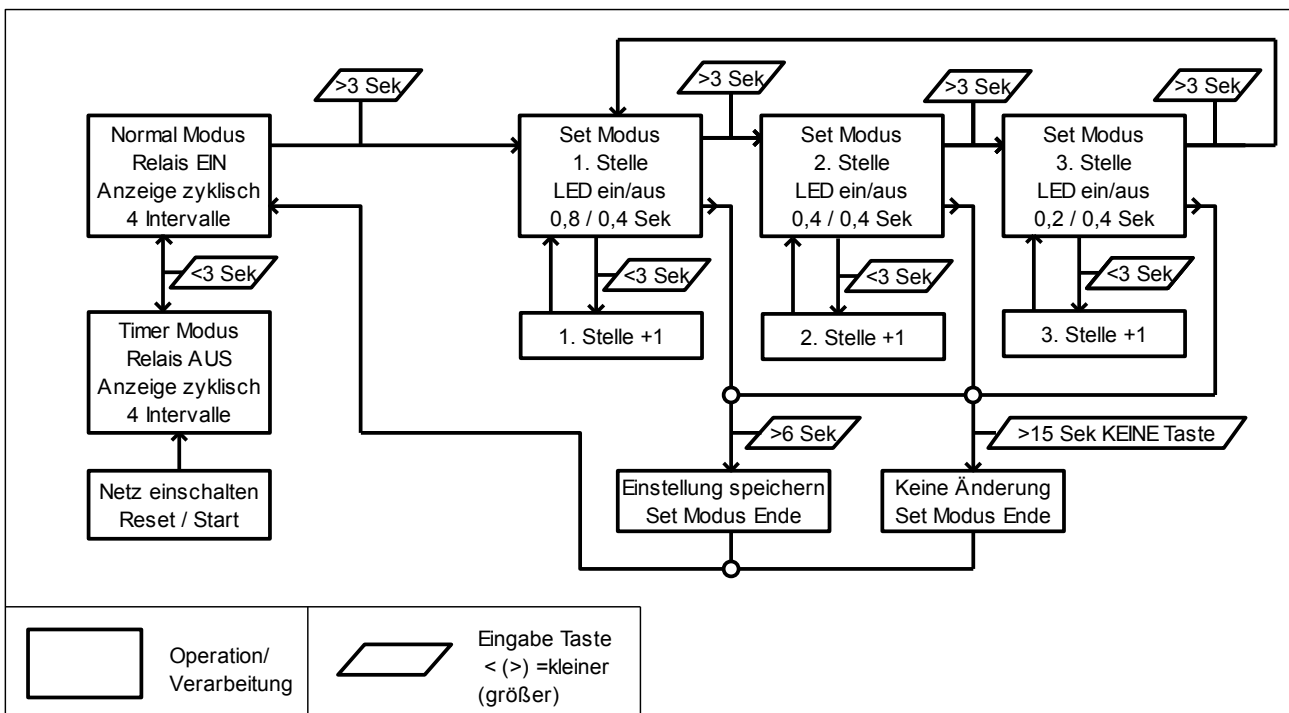 >3 Sek
>3 Sek
>3 Sek
>3 Sek
Normal Modus
Relais EIN
Anzeige zyklisch
4 Intervalle
Set Modus
1. Stelle
LED ein/aus
0,8 / 0,4 Sek
Set Modus
2. Stelle
LED ein/aus
0,4 / 0,4 Sek
Set Modus
3. Stelle
LED ein/aus
0,2 / 0,4 Sek
<3 Sek
<3 Sek
<3 Sek
<3 Sek
Timer Modus
Relais AUS
Anzeige zyklisch
4 Intervalle
1. Stelle +1
2. Stelle +1
3. Stelle +1
>6 Sek
>15 Sek KEINE Taste
Netz einschalten
Reset / Start
Einstellung speichern
Set Modus Ende
Keine Änderung
Set Modus Ende
Operation/
Verarbeitung
Eingabe Taste
< (>) =kleiner
(größer)